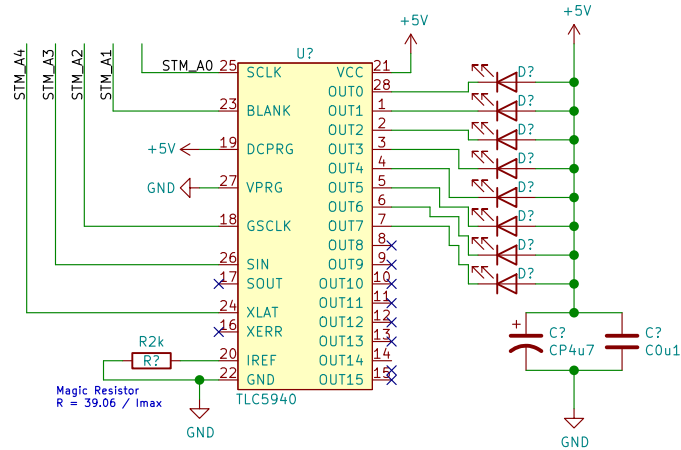 +5V
+5V
U?
STM_A4
STM_A3
STM_A2
STM_A1
STM_A0
25 SCLK VCC 21
OUT0 28
23 BLANK OUT1 1
OUT2 2
+5V 19 DCPRG OUT3 3
OUT4 4
GND 27 VPRG OUT5 5
OUT6 6
18 GSCLK OUT7 7
OUT8 8
26 SIN OUT9 9
17 SOUT OUT10 10
OUT11 11
24 XLAT OUT12 12
16 XERR OUT13 13
20 IREF OUT14 14
22 GND OUT15 15
TLC5940
D?
D?
D?
D?
D?
D?
D?
D?
R2k
R?
Magic Resistor
R = 39.06 / Imax
GND
+
C?
CP4u7
C?
C0u1
GND